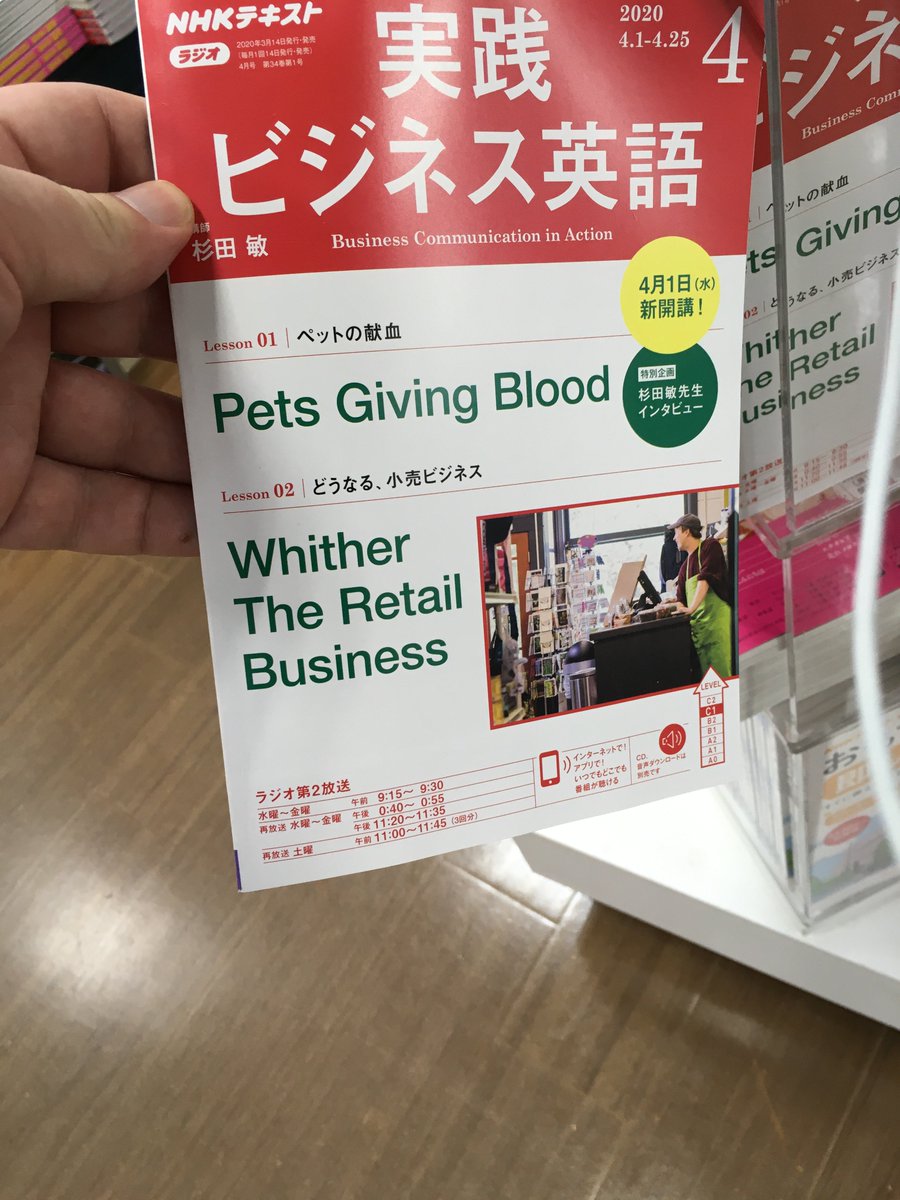 NHKテキスト
ラジオ
2020年3月14日発行・発売
(毎月1回14日発行・発売)
4月号 第34巻第1号
2020
4.1-4.25
4
実践
ビジネス英語
講師
杉田 敏
Business Communication in Action
4月1日(水)
新開講!
Lesson 01 ペットの献血
Pets Giving Blood
特別企画
杉田敏先生
インタビュー
Lesson 02 どうなる、小売ビジネス
Whither
The Retail
Business
LEVEL
C2
C1
B2
B1
A2
A1
A0
インターネットで!
アプリで!
いつでもどこでも
番組が聴ける
CD、
音声ダウンロードは
別売です
ラジオ第2放送
水曜〜金曜 午前 9:15〜 9:30
再放送 水曜〜金曜 午後 0:40〜 0:55
午後 11:20〜11:35
再放送 土曜 午前 11:00〜11:45 (3回分)
ビジネ
Business Comm
ペットの献血
ts Giving
02 どうなる、小売ビジネス
hither
he Retail
usiness